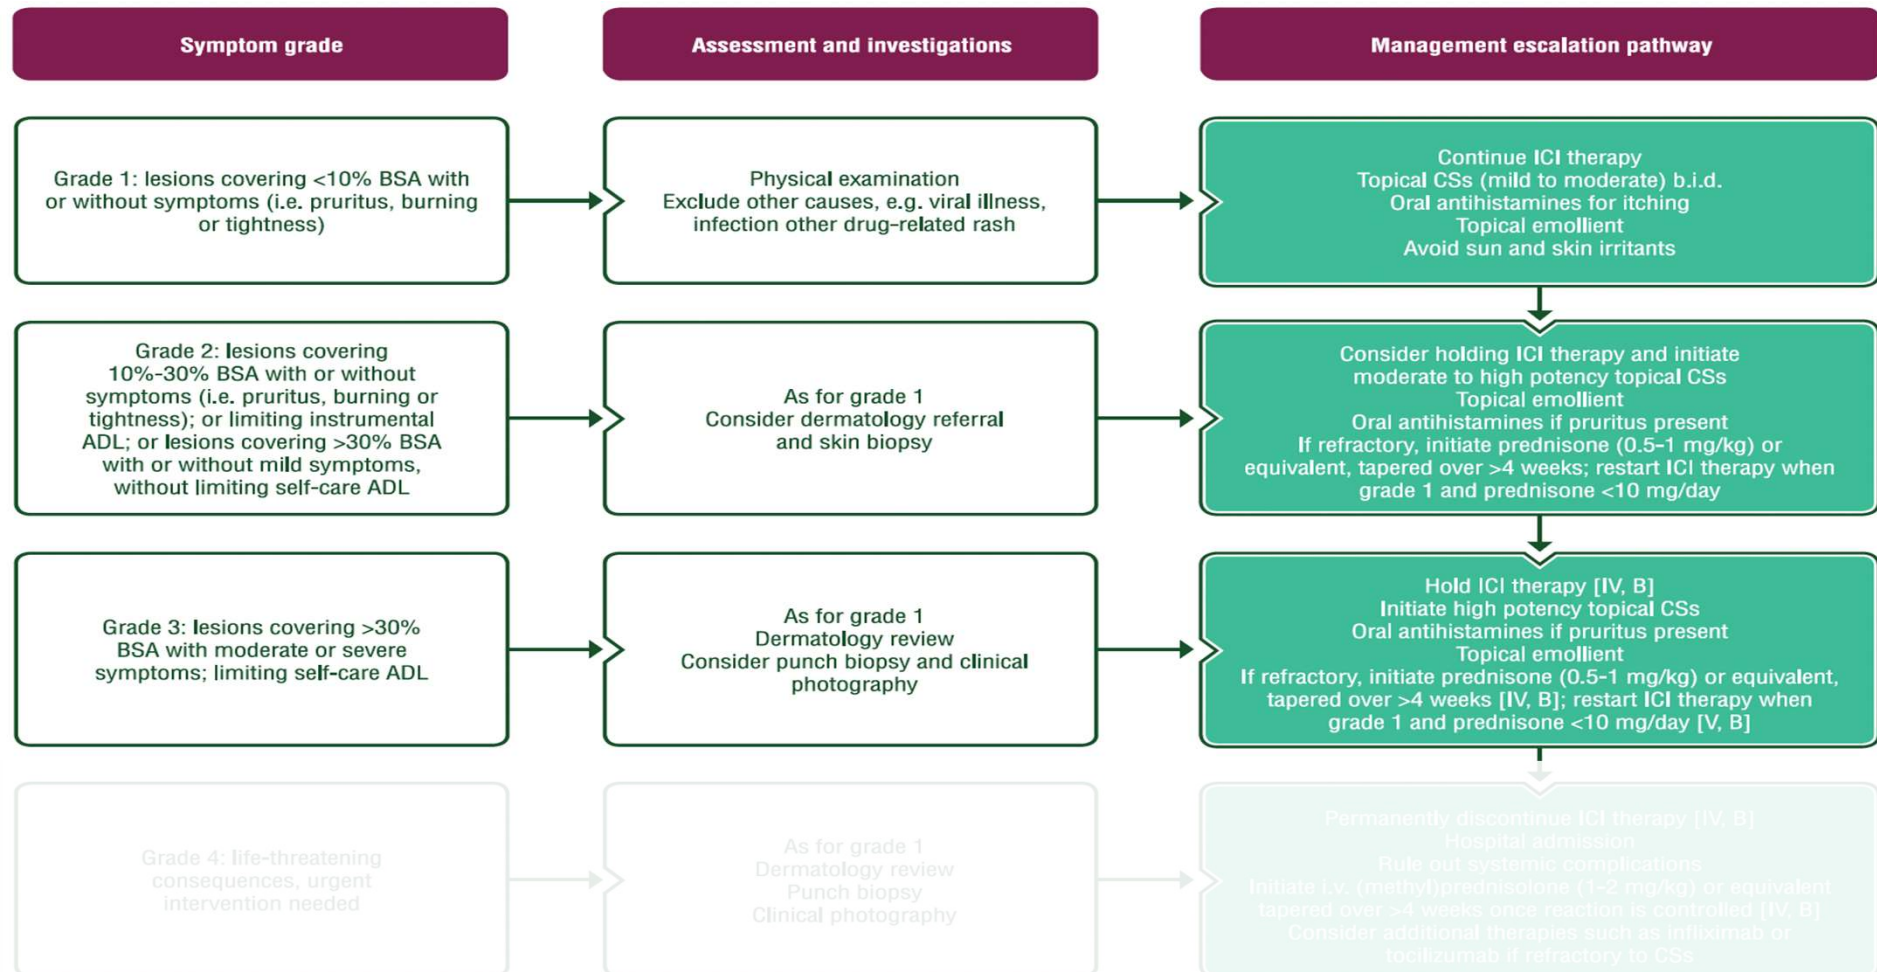 Symptom grade
Assessment and investigations
Management escalation pathway
Grade 1: lesions covering <10% BSA with
or without symptoms (i.e. pruritus, burning
or tightness)
Physical examination
Exclude other causes, e.g. viral illness,
infection other drug-related rash
Continue ICI therapy
Topical CSs (mild to moderate) b.i.d.
Oral antihistamines for itching
Topical emollient
Avoid sun and skin irritants
Grade 2: lesions covering
10%-30% BSA with or without
symptoms (i.e. pruritus, burning or
tightness); or limiting instrumental
ADL; or lesions covering >30% BSA
with or without mild symptoms,
without limiting self-care ADL
As for grade 1
Consider dermatology referral
and skin biopsy
Consider holding ICI therapy and initiate
moderate to high potency topical CSs
Topical emollient
Oral antihistamines if pruritus present
If refractory, initiate prednisone (0.5-1 mg/kg) or
equivalent, tapered over >4 weeks; restart ICI therapy when
grade 1 and prednisone <10 mg/day
Grade 3: lesions covering >30%
BSA with moderate or severe
symptoms; limiting self-care ADL
As for grade 1
Dermatology review
Consider punch biopsy and clinical
photography
Hold ICI therapy [IV, B]
Initiate high potency topical CSs
Oral antihistamines if pruritus present
Topical emollient
If refractory, initiate prednisone (0.5-1 mg/kg) or equivalent,
tapered over >4 weeks [IV, B]; restart ICI therapy when
grade 1 and prednisone <10 mg/day [V, B]
Grade 4: life-threatening
consequences, urgent
intervention needed
As for grade 1
Dermatology review
Punch biopsy
Clinical photography
Permanently discontinue ICI therapy [IV, B]
Hospital admission
Rule out systemic complications
Initiate i.v. (methyl)prednisolone (1-2 mg/kg) or equivalent
tapered over >4 weeks once reaction is controlled [IV, B]
Consider additional therapies such as infliximab or
tocilizumab if refractory to CSs